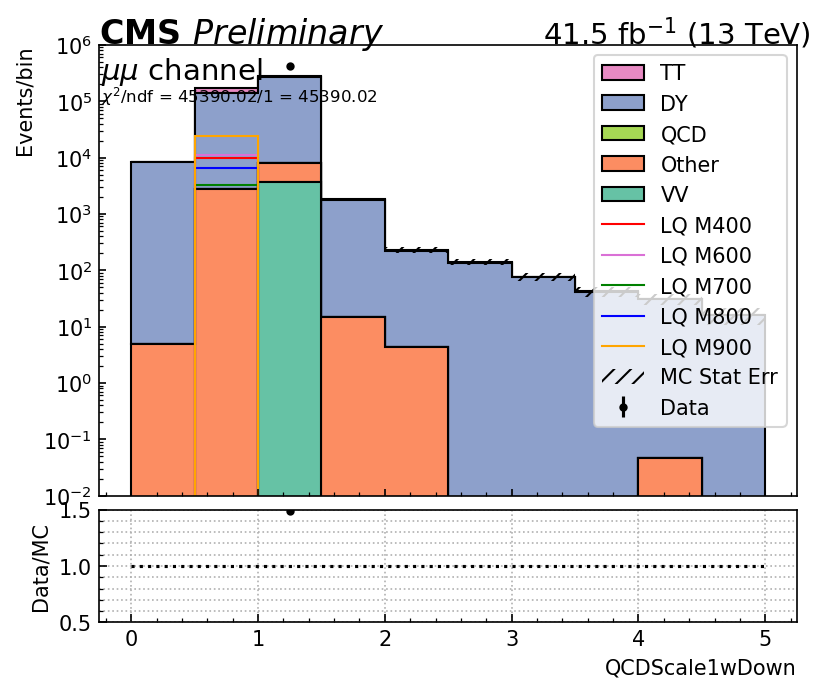 CMS Preliminary 41.5 fb⁻¹ (13 TeV)
μμ channel
χ²/ndf = 45390.02/1 = 45390.02
Events/bin
10⁶
10⁵
10⁴
10³
10²
10¹
10⁰
10⁻¹
10⁻²
TT
DY
QCD
Other
VV
LQ M400
LQ M600
LQ M700
LQ M800
LQ M900
MC Stat Err
Data
Data/MC
1.5
1.0
0.5
0 1 2 3 4 5
QCDScale1wDown